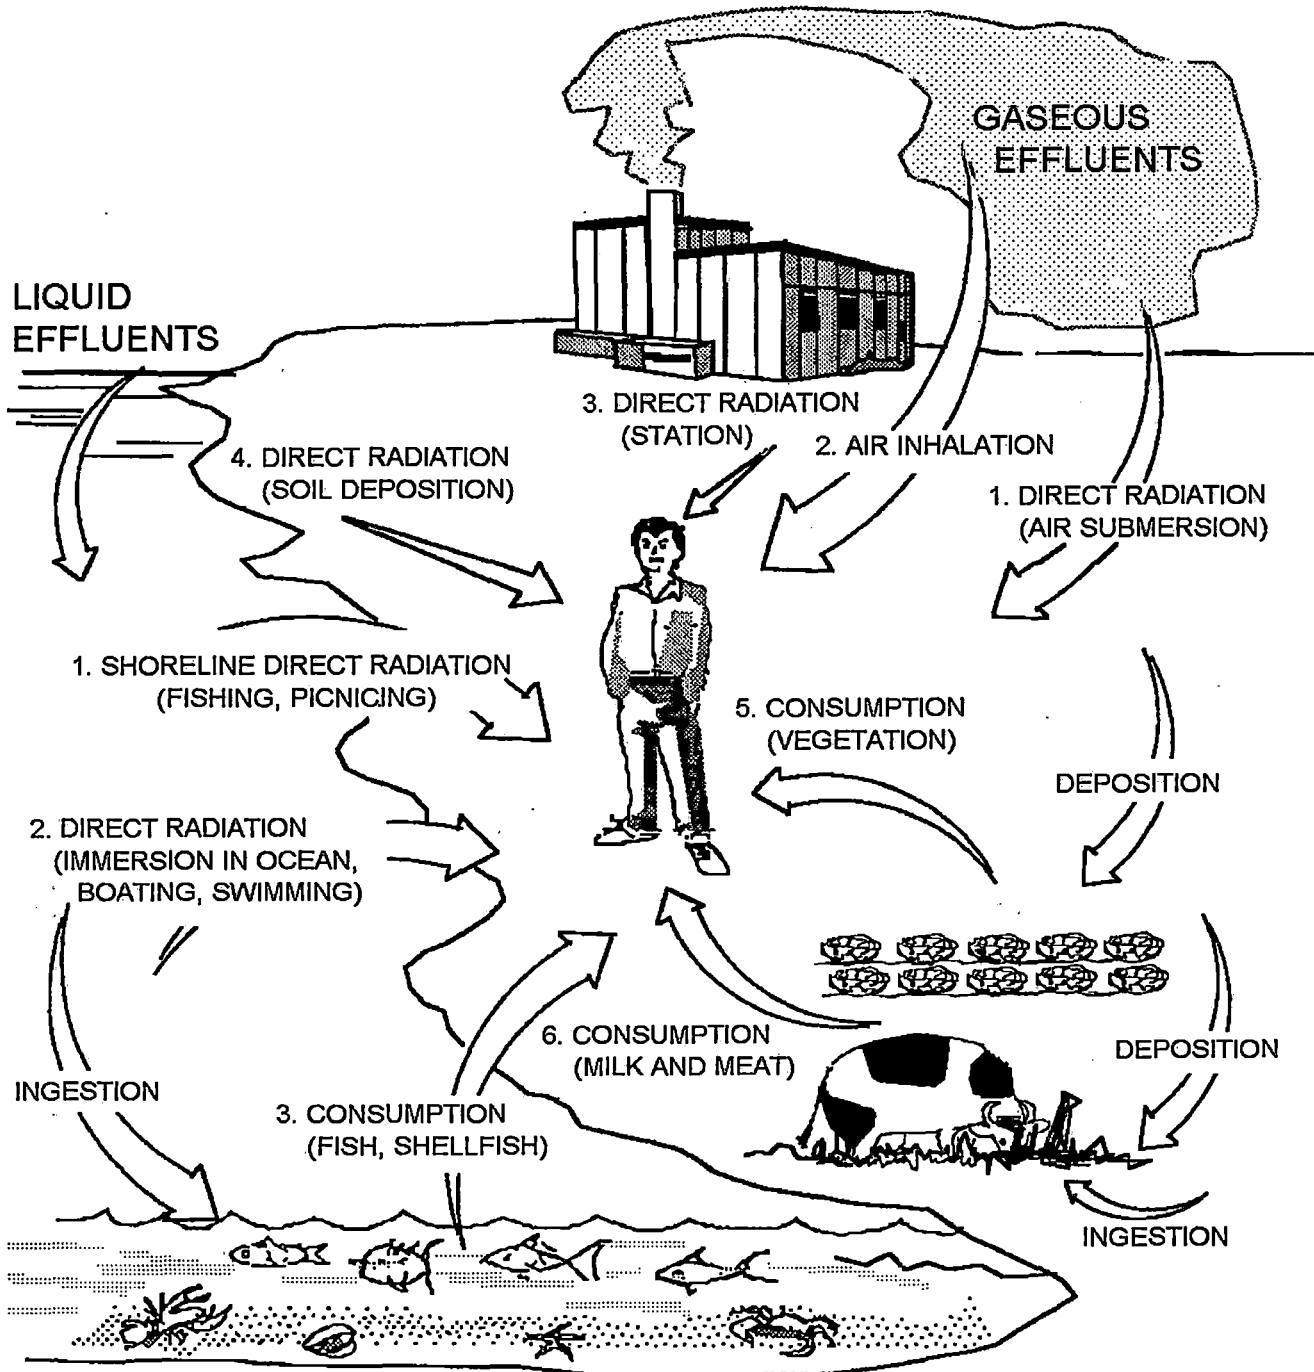 GASEOUS
EFFLUENTS
LIQUID
EFFLUENTS
3. DIRECT RADIATION
(STATION)
2. AIR INHALATION
4. DIRECT RADIATION
(SOIL DEPOSITION)
1. DIRECT RADIATION
(AIR SUBMERSION)
1. SHORELINE DIRECT RADIATION
(FISHING, PICNICING)
5. CONSUMPTION
(VEGETATION)
DEPOSITION
2. DIRECT RADIATION
(IMMERSION IN OCEAN,
BOATING, SWIMMING)
6. CONSUMPTION
(MILK AND MEAT)
DEPOSITION
INGESTION
3. CONSUMPTION
(FISH, SHELLFISH)
INGESTION